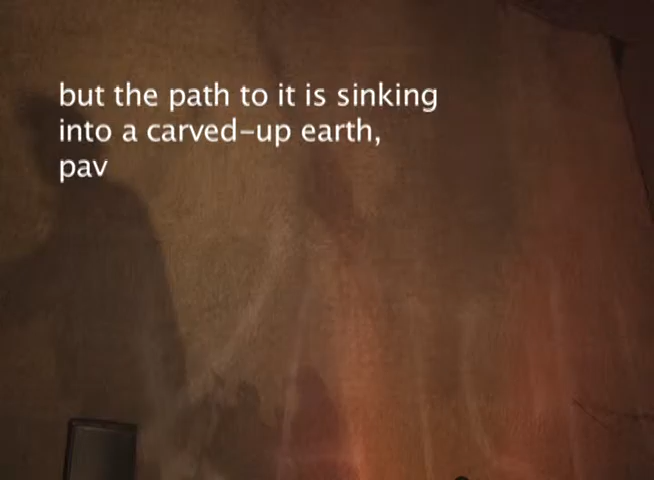 but the path to it is sinking
into a carved-up earth,
pav